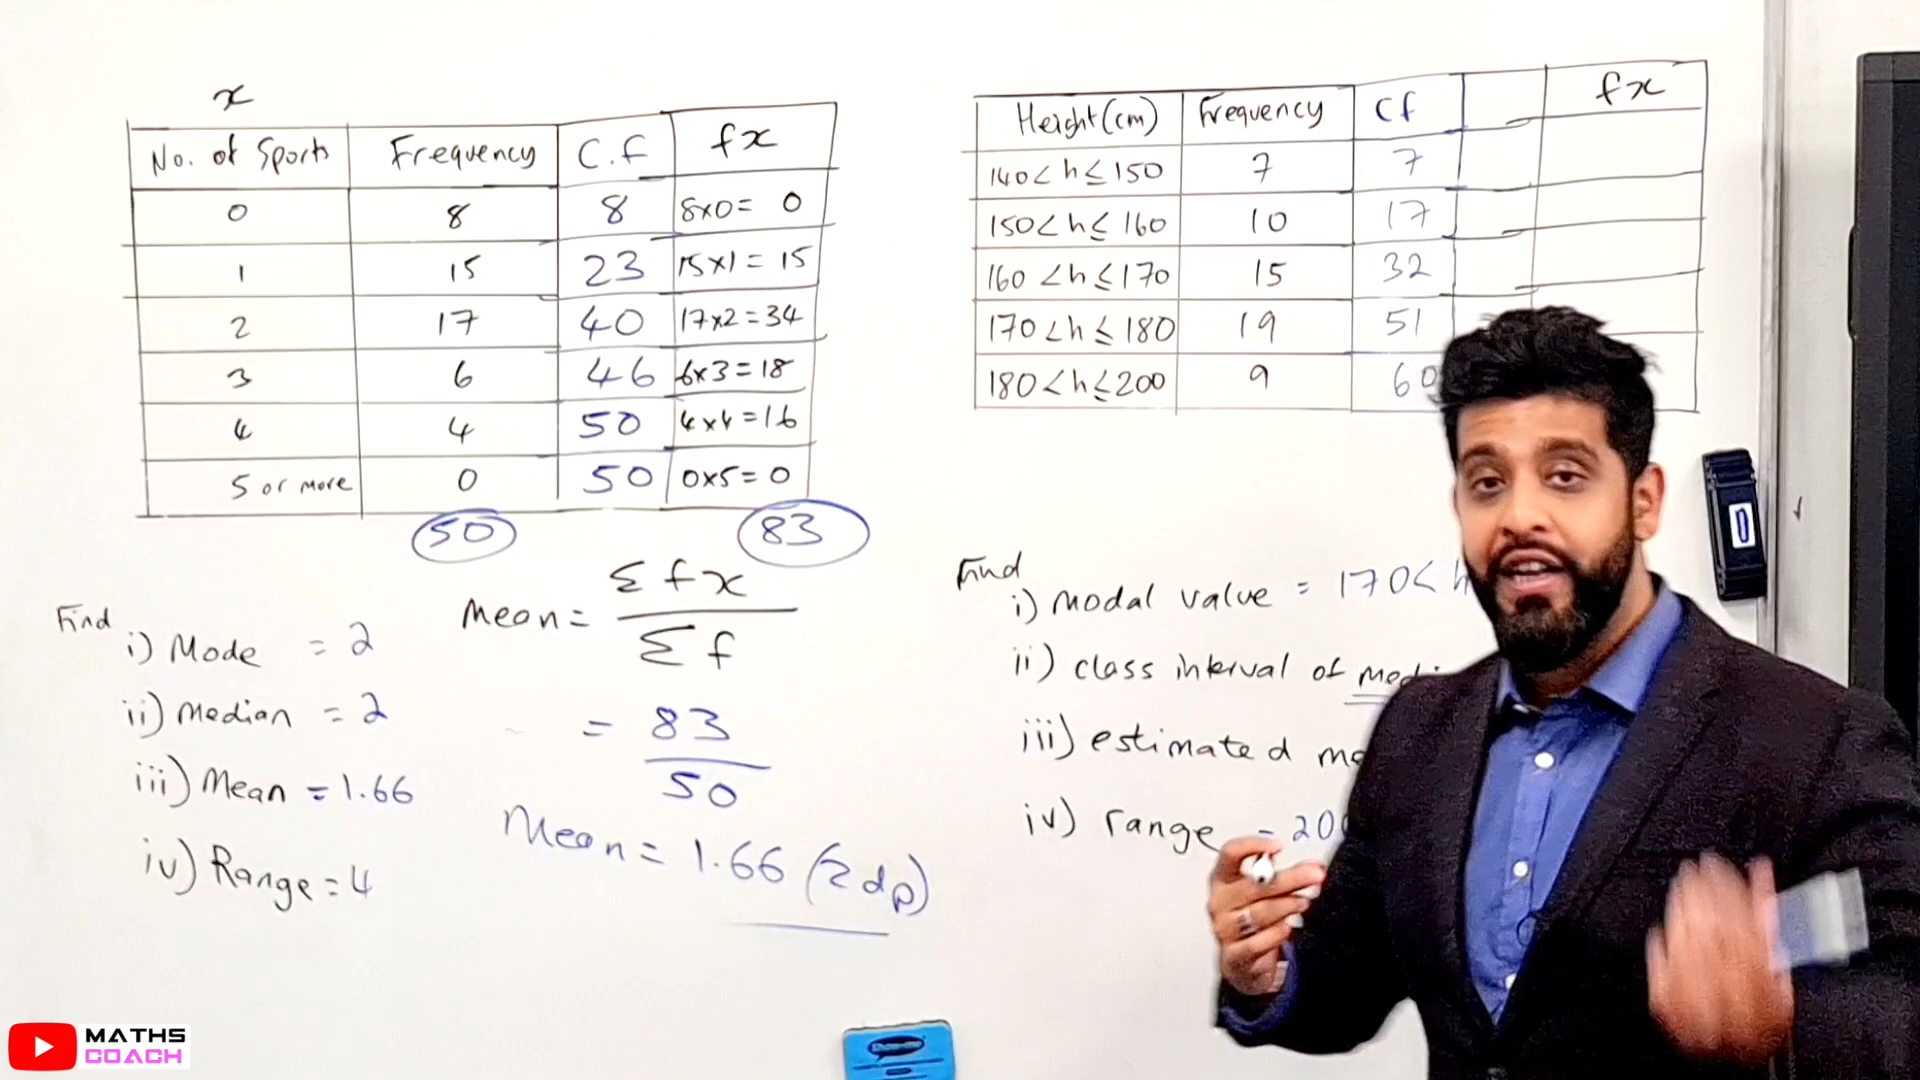 x
No. of Sports Frequency C.f fx
0 8 8 8x0= 0
1 15 23 15x1= 15
2 17 40 17x2=34
3 6 46 6x3=18
4 4 50 4x4=16
5 or more 0 50 0x5=0
50 83
Find
i) Mode = 2
ii) Median = 2
iii) Mean = 1.66
iv) Range = 4
Mean = Σfx
Σf
= 83
50
Mean = 1.66 (2dp)
Height(cm) Frequency Cf fx
140<h≤150 7 7
150<h≤160 10 17
160<h≤170 15 32
170<h≤180 19 51
180<h≤200 9 60
Find
i) modal value = 170<
ii) class interval of
iii) estimated
iv) range =
0
MATHS
COACH